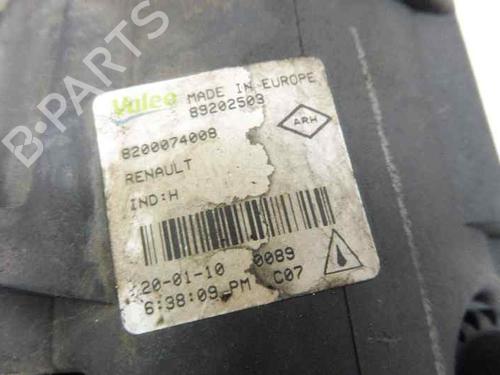 Valeo MADE IN EUROPE
89202503
8200074008
ARH
RENAULT
IND:H
20-01-10 0089
6:38:09 PM C07
B-PARTS